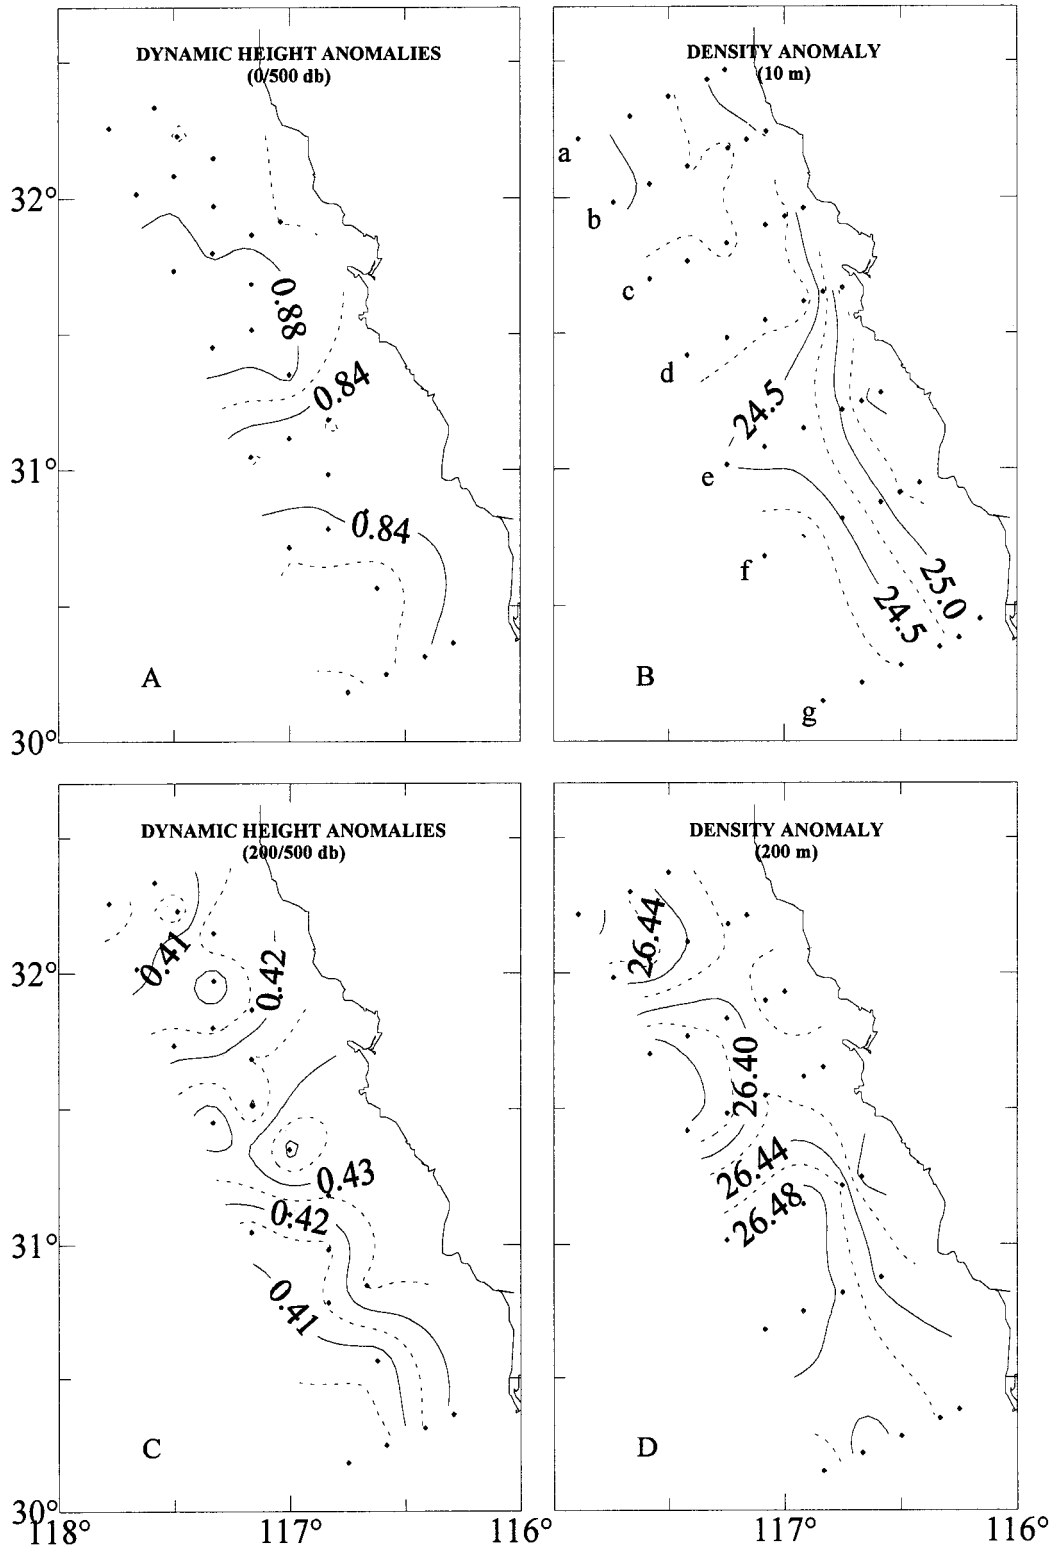 DYNAMIC HEIGHT ANOMALIES
(0/500 db)
32°
0.88
0.84
31°
0.84
A
30°
DENSITY ANOMALY
(10 m)
a
b
c
d
24.5
e
f
25.0
24.5
B
g
DYNAMIC HEIGHT ANOMALIES
(200/500 db)
0.41
0.42
32°
0.43
0.42
31°
0.41
C
30°
118°
117°
116°
DENSITY ANOMALY
(200 m)
26.44
26.40
26.44
26.48
D
117°
116°